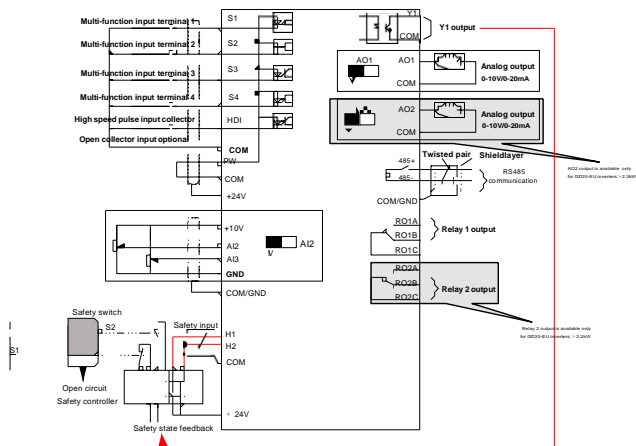 Multi-function input terminal 1
S1
Multi-function input terminal 2
S2
Multi-function input terminal 3
S3
Multi-function input terminal 4
S4
High speed pulse input collector
HDI
Open collector input optional
COM
PW
COM
+24V
+10V
AI2
AI3
GND
I/V
AI2
COM/GND
Safety switch
S2
S1
Safety input
H1
H2
COM
Open circuit
Safety controller
+ 24V
Safety state feedback
Y1
COM
Y1 output
AO1
AO1
COM
Analog output
0-10V/0-20mA
AO2
COM
Analog output
0-10V/0-20mA
AO2 output is available only
for GD20-EU inverters > 2.2kW
Twisted pair
Shieldlayer
485+
485-
RS485
communication
COM/GND
RO1A
RO1B
RO1C
Relay 1 output
RO2A
RO2B
RO2C
Relay 2 output
Relay 2 output is available only
for GD20-EU inverters > 2.2kW